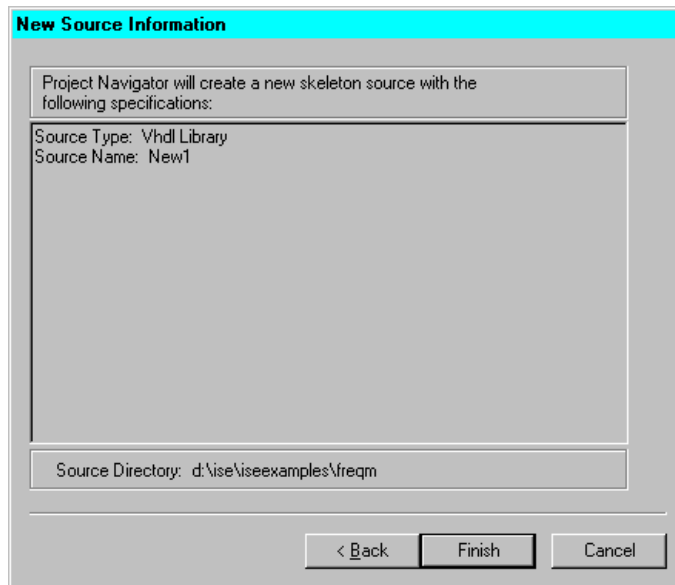 New Source Information
Project Navigator will create a new skeleton source with the
following specifications:
Source Type: Vhdl Library
Source Name: New1
Source Directory: d:\ise\iseexamples\freqm
< Back
Finish
Cancel